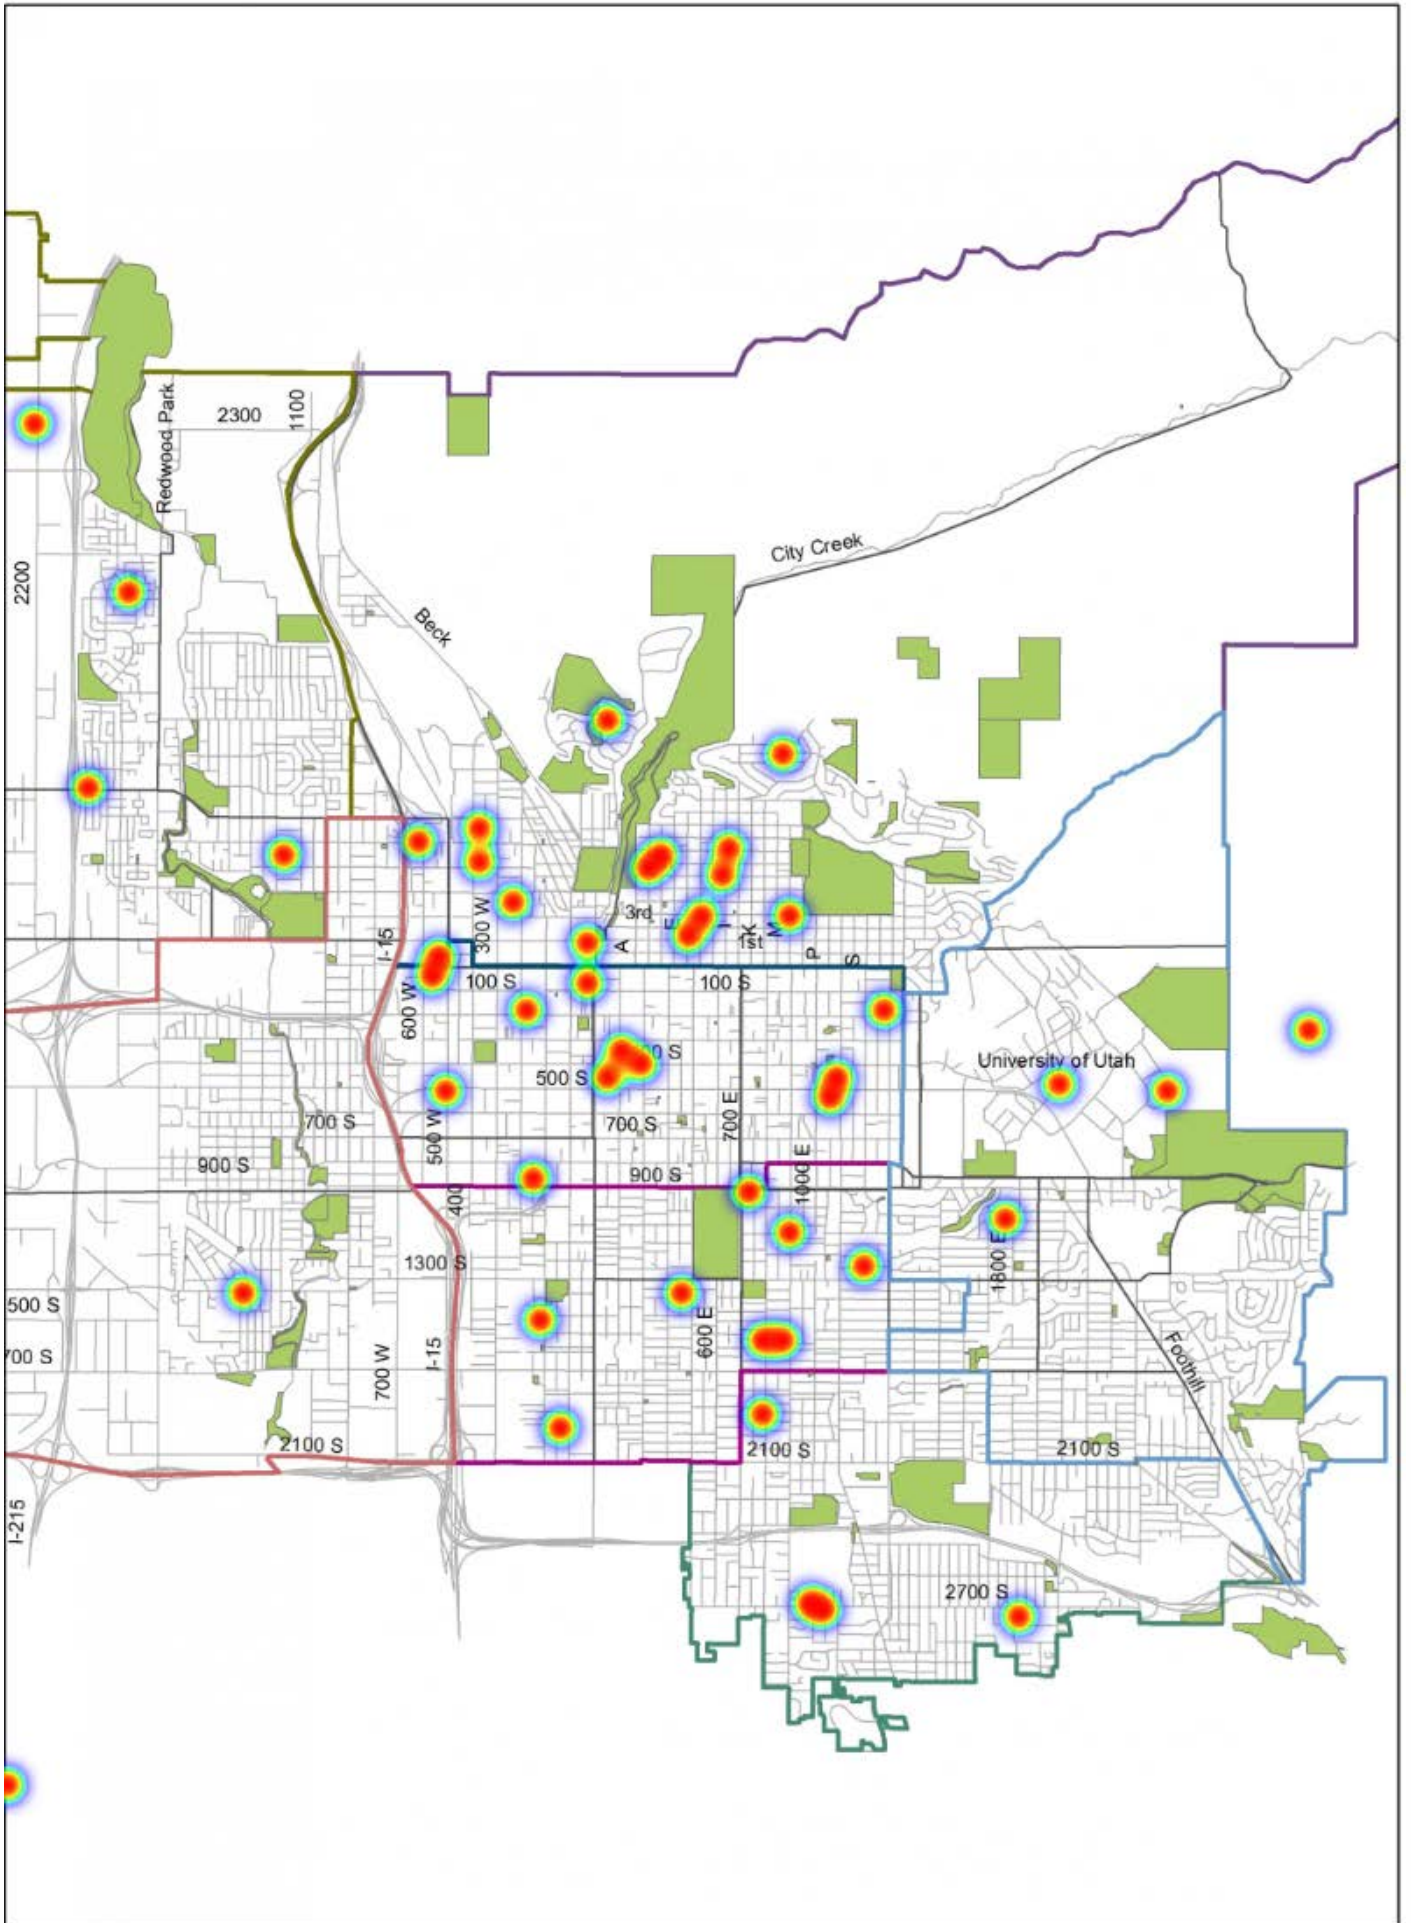 Redwood Park
2300
1100
City Creek
2200
Beck
3rd
E
I
K
M
1st
A
P
S
300 W
I-15
100 S
100 S
600 W
University of Utah
500 S
700 E
700 S
700 S
500 W
900 S
900 S
1000 E
400
1300 S
1800 E
500 S
600 E
700 S
I-15
700 W
Foothill
2100 S
2100 S
2100 S
I-215
2700 S